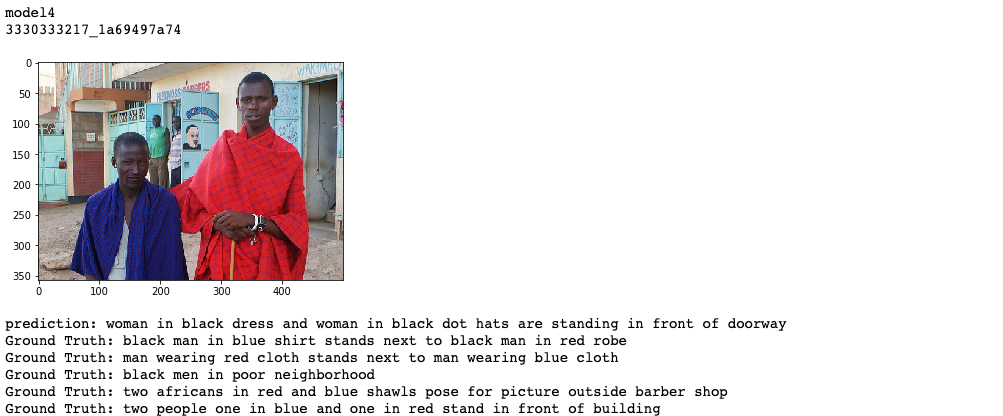 model4
3330333217_1a69497a74
0
50
100
150
200
250
300
350
0 100 200 300 400
prediction: woman in black dress and woman in black dot hats are standing in front of doorway
Ground Truth: black man in blue shirt stands next to black man in red robe
Ground Truth: man wearing red cloth stands next to man wearing blue cloth
Ground Truth: black men in poor neighborhood
Ground Truth: two africans in red and blue shawls pose for picture outside barber shop
Ground Truth: two people one in blue and one in red stand in front of building